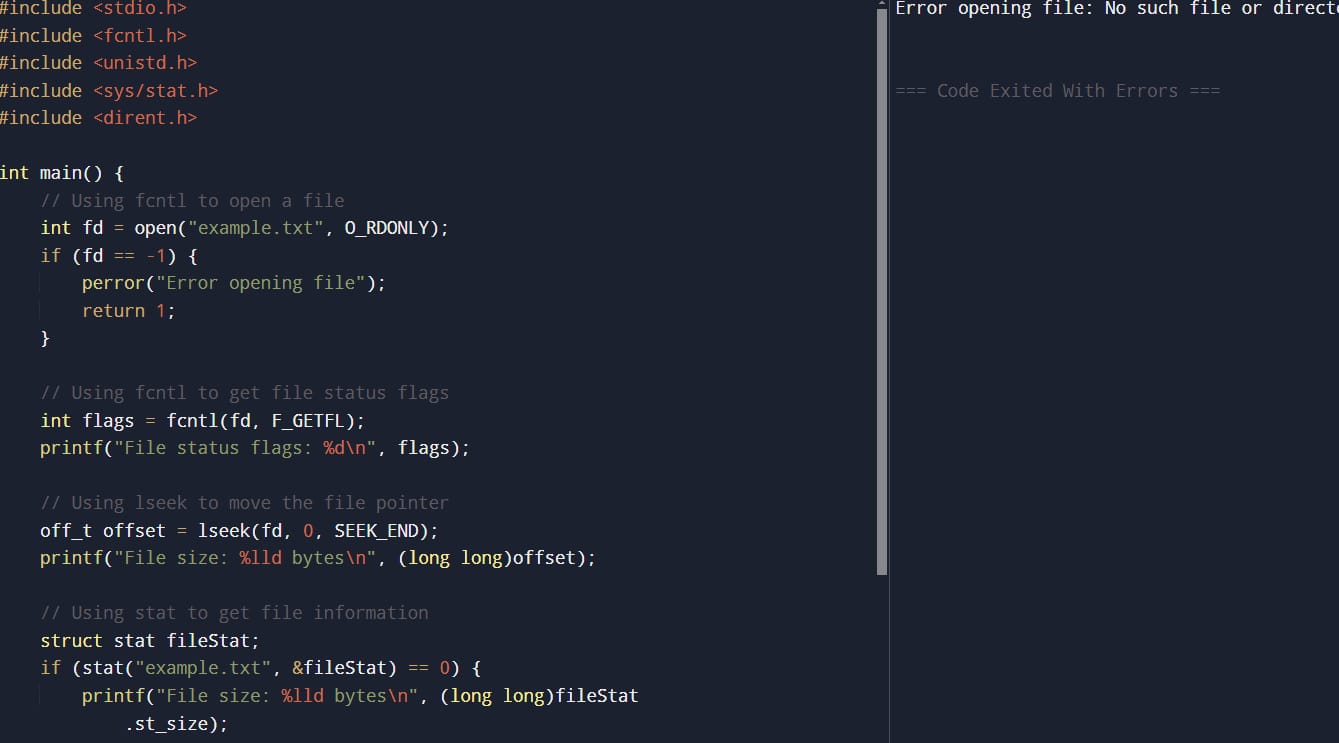 #include <stdio.h>
#include <fcntl.h>
#include <unistd.h>
#include <sys/stat.h>
#include <dirent.h>

int main() {
    // Using fcntl to open a file
    int fd = open("example.txt", O_RDONLY);
    if (fd == -1) {
        perror("Error opening file");
        return 1;
    }

    // Using fcntl to get file status flags
    int flags = fcntl(fd, F_GETFL);
    printf("File status flags: %d\n", flags);

    // Using lseek to move the file pointer
    off_t offset = lseek(fd, 0, SEEK_END);
    printf("File size: %lld bytes\n", (long long)offset);

    // Using stat to get file information
    struct stat fileStat;
    if (stat("example.txt", &fileStat) == 0) {
        printf("File size: %lld bytes\n", (long long)fileStat
            .st_size);
Error opening file: No such file or
=== Code Exited With Errors ===